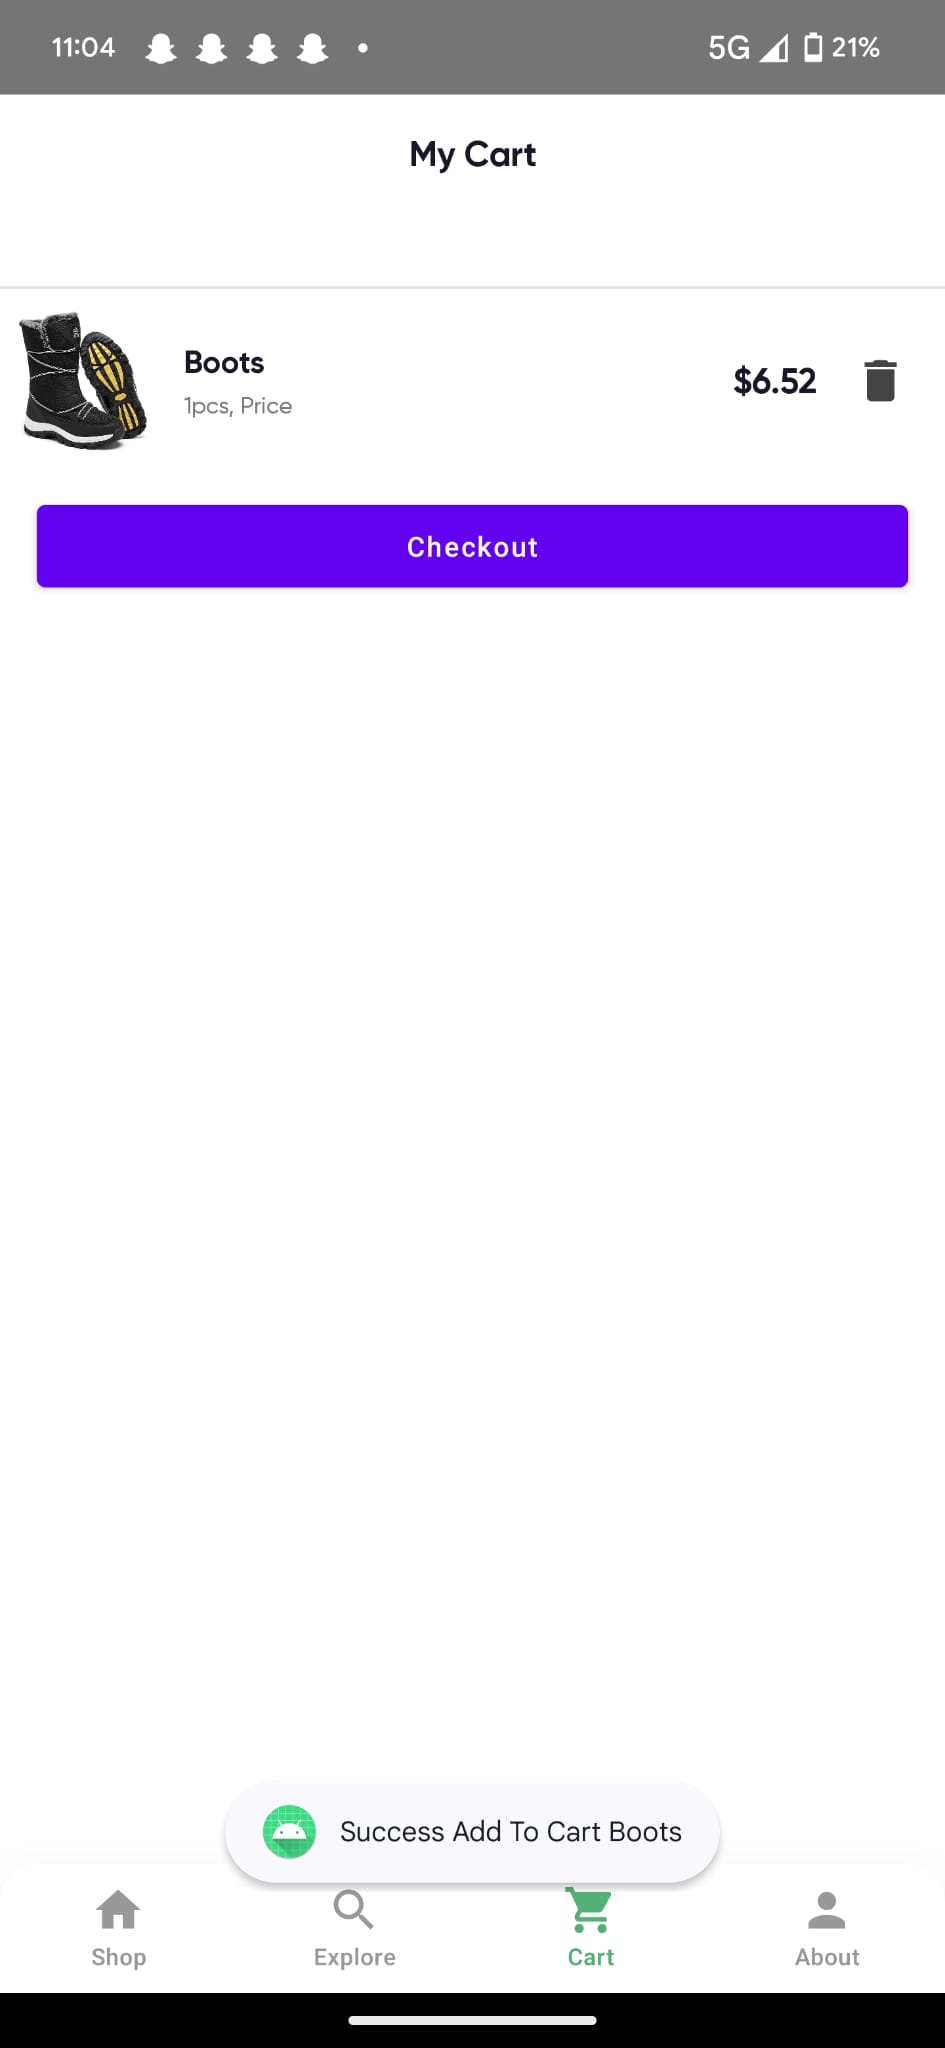 11:04
5G 21%
My Cart
Boots
1pcs, Price
$6.52
Checkout
Success Add To Cart Boots
Shop
Explore
Cart
About